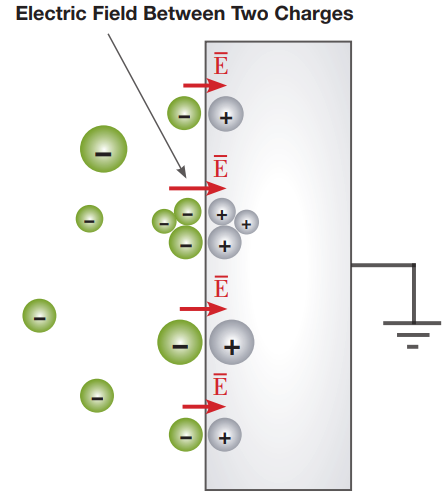 Electric Field Between Two Charges
E̅
− +
−
E̅
− +
− − +
− +
E̅
−
− +
E̅
−
− +